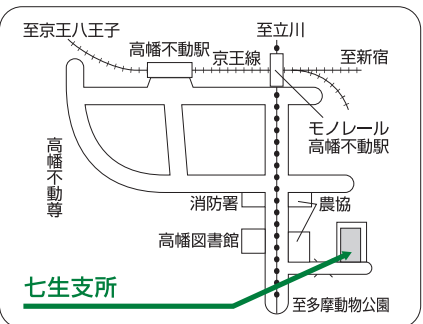 至京王八王子
至立川
高幡不動駅
京王線
至新宿
モノレール
高幡不動駅
高幡不動尊
消防署
農協
高幡図書館
七生支所
至多摩動物公園